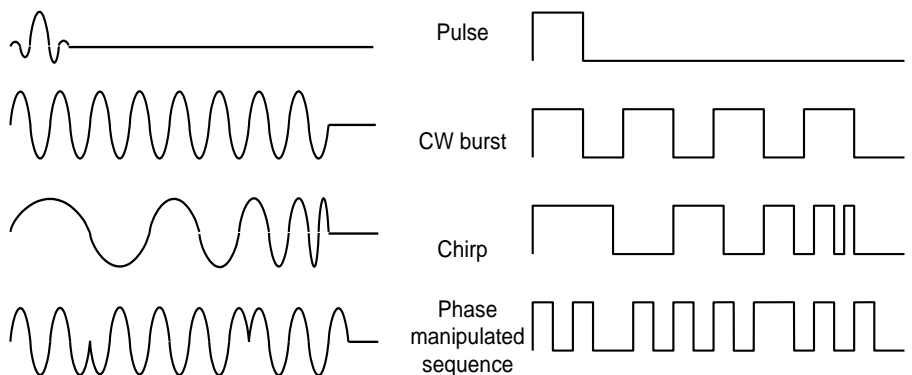 Pulse
CW burst
Chirp
Phase
manipulated
sequence